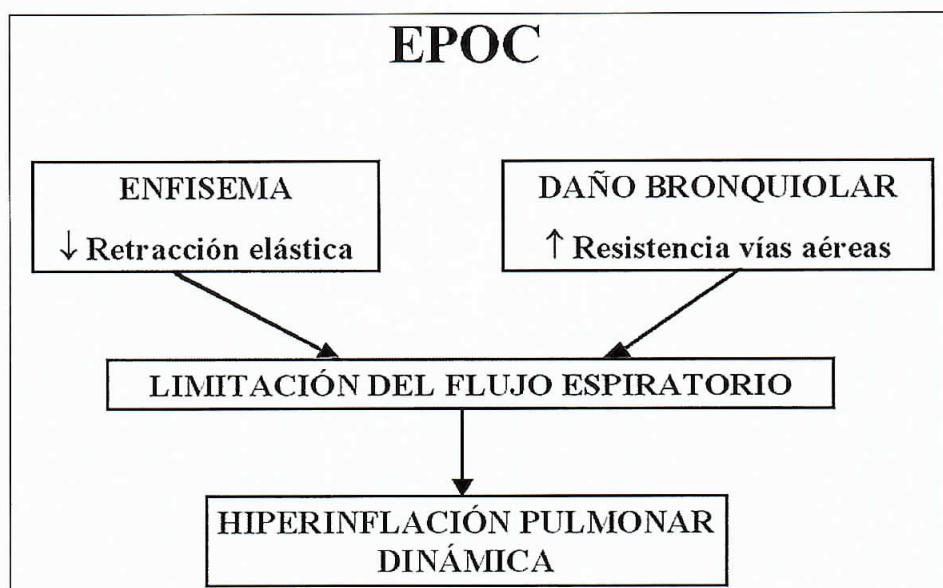 EPOC
ENFISEMA
↓ Retracción elástica
DAÑO BRONQUIOLAR
↑ Resistencia vías aéreas
LIMITACIÓN DEL FLUJO ESPIRATORIO
HIPERINFLACIÓN PULMONAR
DINÁMICA